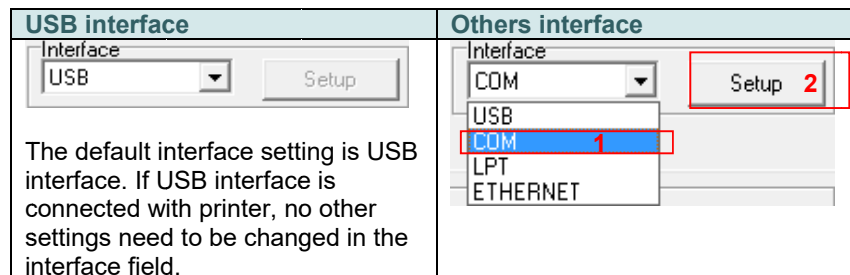 USB interface
Interface
USB
Setup
The default interface setting is USB
interface. If USB interface is
connected with printer, no other
settings need to be changed in the
interface field.
Others interface
Interface
COM
Setup 2
USB
COM 1
LPT
ETHERNET